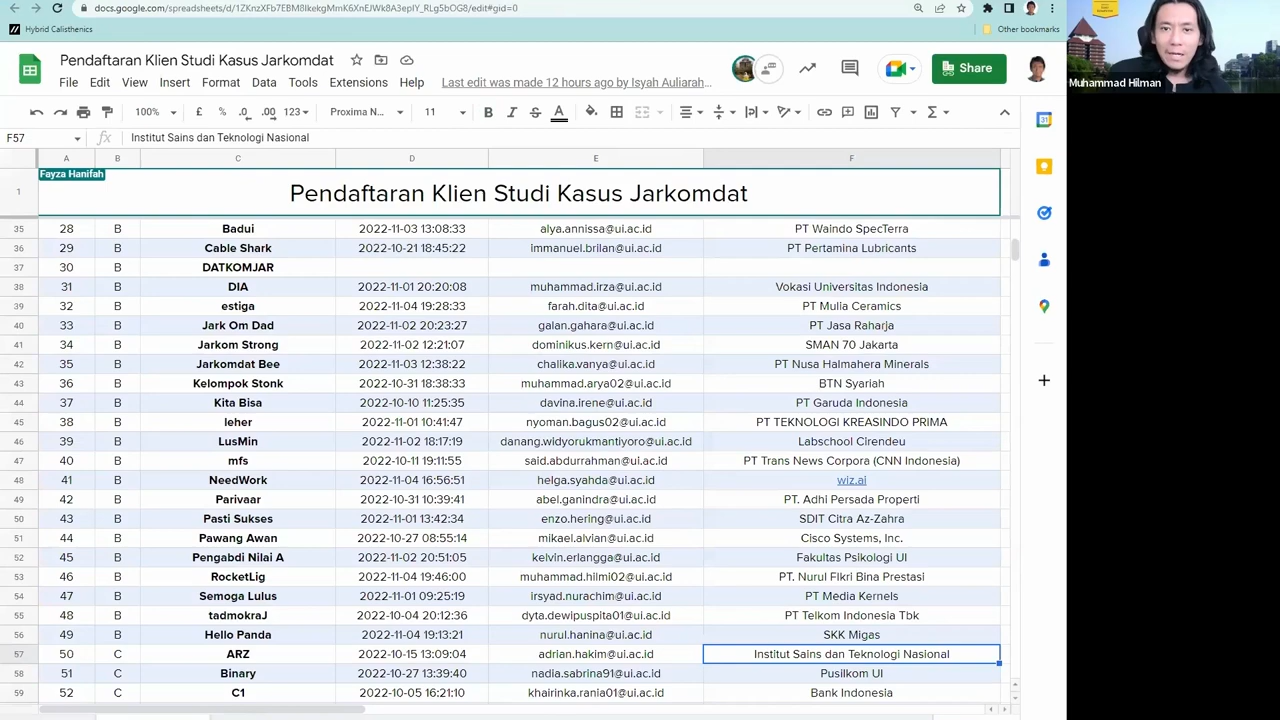 docs.google.com/spreadsheets/d/1ZKnzXFb7EBM8IkekgMmK6XnEJWk8A3epIY_RLg5bOG8/edit#gid=0
Hybrid Calisthenics
Other bookmarks
Pendaftaran Klien Studi Kasus Jarkomdat
File Edit View Insert Format Data Tools Extensions Last edit was made 12 hours ago by Isyah Auliarah…
Share
Muhammad Hilman
100% £ % .0 .00 123 Proxima N... 11
F57 fx Institut Sains dan Teknologi Nasional
A B C D E F
Fayza Hanifah
1 Pendaftaran Klien Studi Kasus Jarkomdat
35 28 B Badui 2022-11-03 13:08:33 alya.annissa@ui.ac.id PT Waindo SpecTerra
36 29 B Cable Shark 2022-10-21 18:45:22 immanuel.brilan@ui.ac.id PT Pertamina Lubricants
37 30 B DATKOMJAR
38 31 B DIA 2022-11-01 20:20:08 muhammad.irza@ui.ac.id Vokasi Universitas Indonesia
39 32 B estiga 2022-11-04 19:28:33 farah.dita@ui.ac.id PT Mulia Ceramics
40 33 B Jark Om Dad 2022-11-02 20:23:27 galan.gahara@ui.ac.id PT Jasa Raharja
41 34 B Jarkom Strong 2022-11-02 12:21:07 dominikus.kern@ui.ac.id SMAN 70 Jakarta
42 35 B Jarkomdat Bee 2022-11-03 12:38:22 chalika.vanya@ui.ac.id PT Nusa Halmahera Minerals
43 36 B Kelompok Stonk 2022-10-31 18:38:33 muhammad.arya02@ui.ac.id BTN Syariah
44 37 B Kita Bisa 2022-10-10 11:25:35 davina.irene@ui.ac.id PT Garuda Indonesia
45 38 B leher 2022-11-01 10:41:47 nyoman.bagus02@ui.ac.id PT TEKNOLOGI KREASINDO PRIMA
46 39 B LusMin 2022-11-02 18:17:19 danang.widyorukmantiyoro@ui.ac.id Labschool Cirendeu
47 40 B mfs 2022-10-11 19:11:55 said.abdurrahman@ui.ac.id PT Trans News Corpora (CNN Indonesia)
48 41 B NeedWork 2022-11-04 16:56:51 helga.syahda@ui.ac.id wiz.ai
49 42 B Parivaar 2022-10-31 10:39:41 abel.ganindra@ui.ac.id PT. Adhi Persada Properti
50 43 B Pasti Sukses 2022-11-01 13:42:34 enzo.hering@ui.ac.id SDIT Citra Az-Zahra
51 44 B Pawang Awan 2022-10-27 08:55:14 mikael.alvian@ui.ac.id Cisco Systems, Inc.
52 45 B Pengabdi Nilai A 2022-11-02 20:51:05 kelvin.erlangga@ui.ac.id Fakultas Psikologi UI
53 46 B RocketLig 2022-11-04 19:46:00 muhammad.hilmi02@ui.ac.id PT. Nurul FIkri Bina Prestasi
54 47 B Semoga Lulus 2022-11-01 09:25:19 irsyad.nurachim@ui.ac.id PT Media Kernels
55 48 B tadmokraJ 2022-10-04 20:12:36 dyta.dewipuspita01@ui.ac.id PT Telkom Indonesia Tbk
56 49 B Hello Panda 2022-11-04 19:13:21 nurul.hanina@ui.ac.id SKK Migas
57 50 C ARZ 2022-10-15 13:09:04 adrian.hakim@ui.ac.id Institut Sains dan Teknologi Nasional
58 51 C Binary 2022-10-27 13:39:40 nadia.sabrina91@ui.ac.id Pusilkom UI
59 52 C C1 2022-10-05 16:21:10 khairinka.rania01@ui.ac.id Bank Indonesia